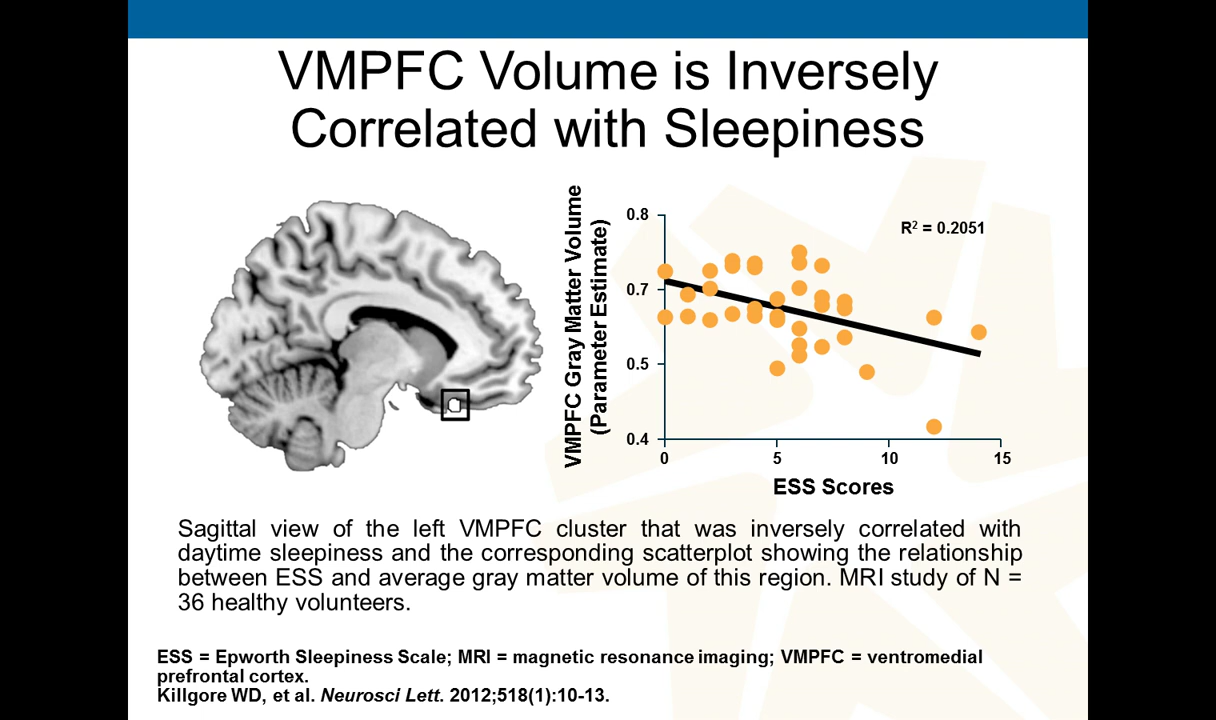 VMPFC Volume is Inversely
Correlated with Sleepiness
VMPFC Gray Matter Volume
(Parameter Estimate)
0.8
0.7
0.5
0.4
R² = 0.2051
0
5
10
15
ESS Scores
Sagittal view of the left VMPFC cluster that was inversely correlated with
daytime sleepiness and the corresponding scatterplot showing the relationship
between ESS and average gray matter volume of this region. MRI study of N =
36 healthy volunteers.
ESS = Epworth Sleepiness Scale; MRI = magnetic resonance imaging; VMPFC = ventromedial
prefrontal cortex.
Killgore WD, et al. Neurosci Lett. 2012;518(1):10-13.